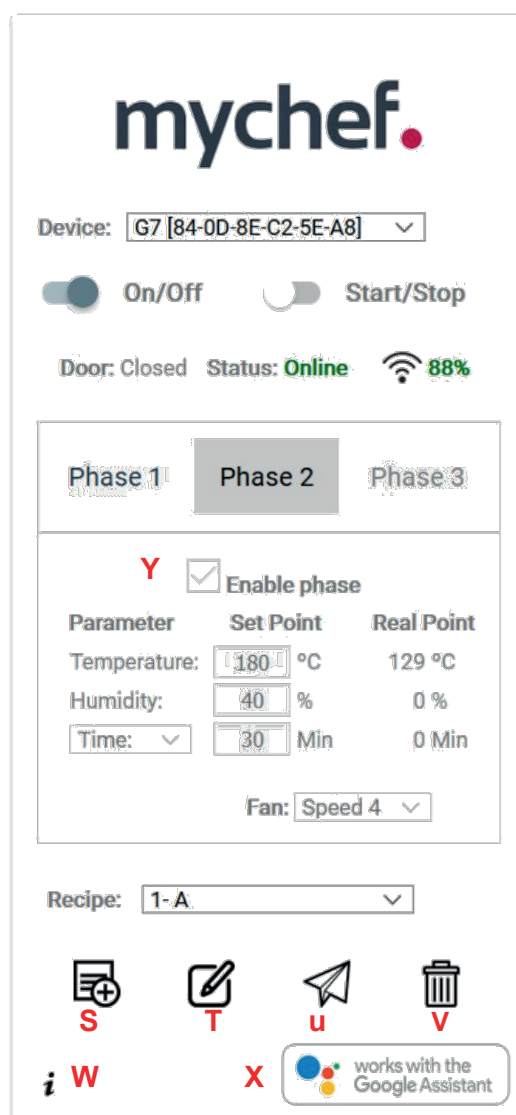 mychef.
Device: G7 [84-0D-8E-C2-5E-A8]
On/Off Start/Stop
Door: Closed Status: Online 88%
Phase 1 Phase 2 Phase 3
Y Enable phase
Parameter Set Point Real Point
Temperature: 180 ºC 129 ºC
Humidity: 40 % 0 %
Time: 30 Min 0 Min
Fan: Speed 4
Recipe: 1- A
S T u V
i W X works with the
Google Assistant